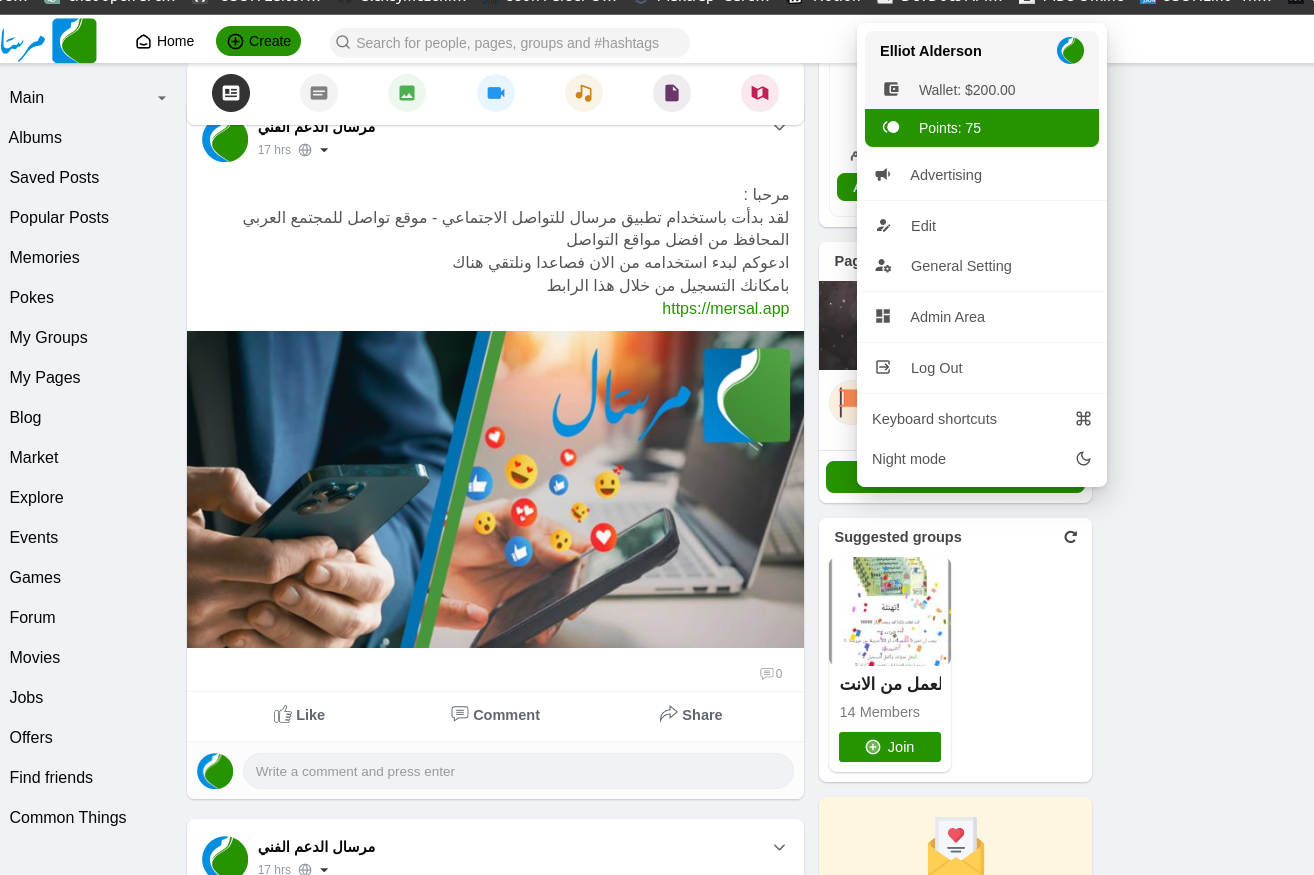 مرسال
Home
Create
Search for people, pages, groups and #hashtags
Main
Albums
Saved Posts
Popular Posts
Memories
Pokes
My Groups
My Pages
Blog
Market
Explore
Events
Games
Forum
Movies
Jobs
Offers
Find friends
Common Things
مرسال الدعم الفني
17 hrs
مرحبا :
لقد بدأت باستخدام تطبيق مرسال للتواصل الاجتماعي - موقع تواصل للمجتمع العربي
المحافظ من افضل مواقع التواصل
ادعوكم لبدء استخدامه من الان فصاعدا ونلتقي هناك
بامكانك التسجيل من خلال هذا الرابط
https://mersal.app
مرسال
0
Like
Comment
Share
Write a comment and press enter
مرسال الدعم الفني
17 hrs
Elliot Alderson
Wallet: $200.00
Points: 75
Advertising
Edit
General Setting
Admin Area
Log Out
Keyboard shortcuts
Night mode
Suggested groups
تهنئة!
العمل من الانت
14 Members
Join